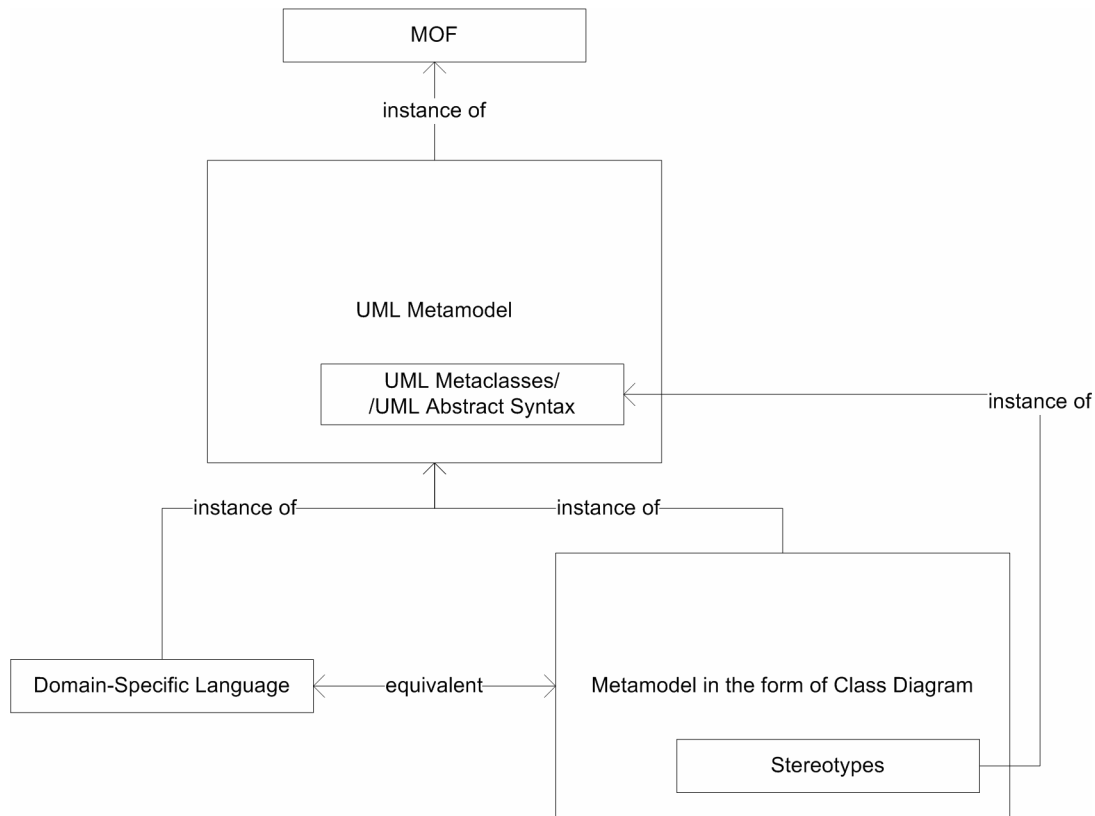 MOF
instance of
UML Metamodel
UML Metaclasses/
/UML Abstract Syntax
instance of
instance of
instance of
Domain-Specific Language
equivalent
Metamodel in the form of Class Diagram
Stereotypes